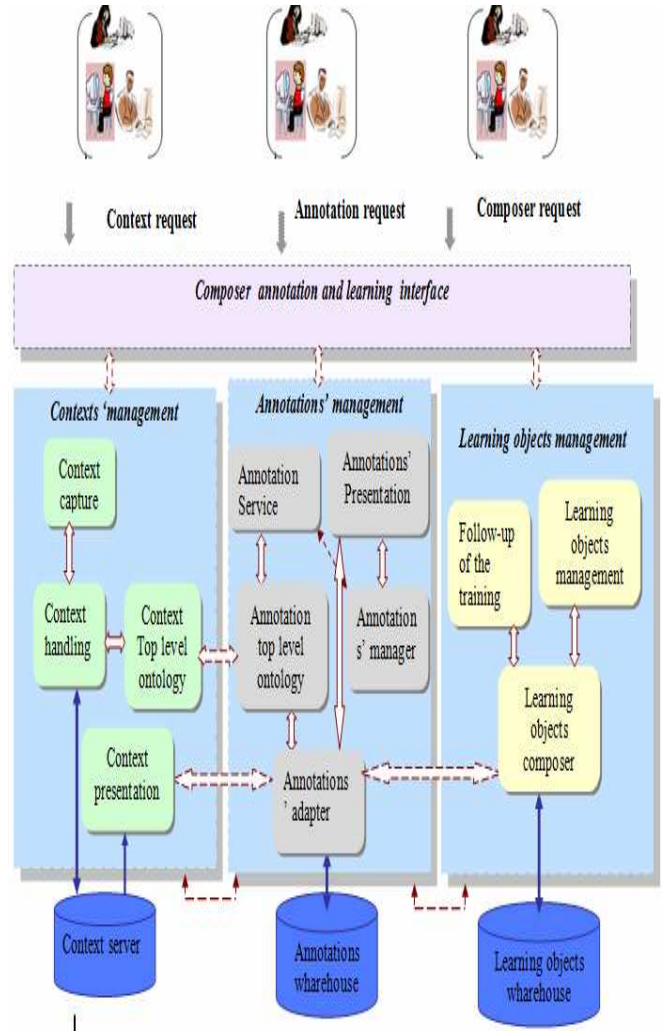 Context request
Annotation request
Composer request
Composer annotation and learning interface
Contexts 'management
Context
capture
Context
handling
Context
Top level
ontology
Context
presentation
Annotations' management
Annotation
Service
Annotations'
Presentation
Annotation
top level
ontology
Annotation
s' manager
Annotations
' adapter
Learning objects management
Follow-up
of the
training
Learning
objects
management
Learning
objects
composer
Context server
Annotations
wharehouse
Learning objects
wharehouse